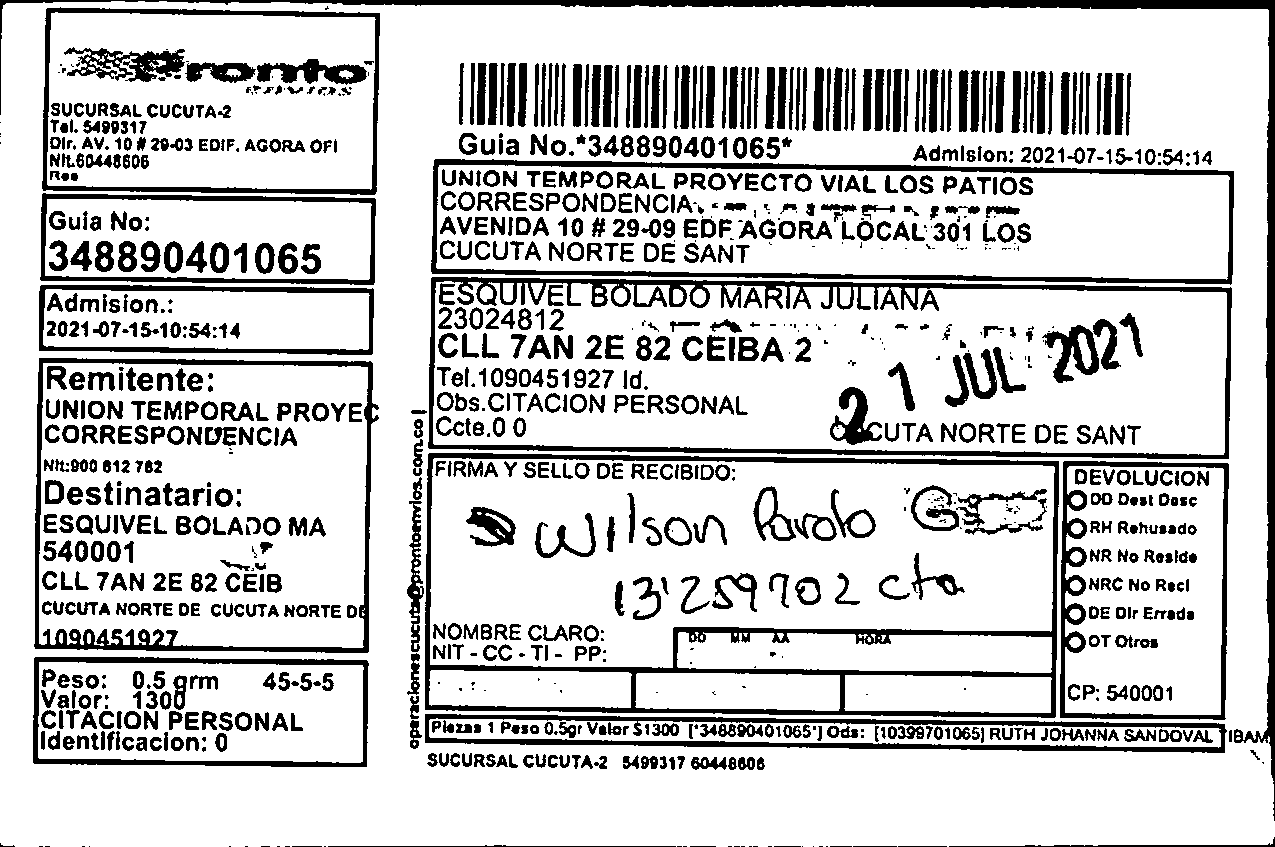 Pronto
ENVIOS
SUCURSAL CUCUTA-2
Tel. 5499317
Dir. AV. 10 # 29-03 EDIF. AGORA OFI
Nit.60448606
Res
Guia No:
348890401065
Admision.:
2021-07-15-10:54:14
Remitente:
UNION TEMPORAL PROYEC
CORRESPONDENCIA
Nit:900 612 762
Destinatario:
ESQUIVEL BOLADO MA
540001
CLL 7AN 2E 82 CEIB
CUCUTA NORTE DE CUCUTA NORTE DE
1090451927
Peso: 0.5 grm 45-5-5
Valor: 1300
CITACION PERSONAL
Identificacion: 0
operacionescucuta@prontoenvios.com.co
Guia No.*348890401065*
Admision: 2021-07-15-10:54:14
UNION TEMPORAL PROYECTO VIAL LOS PATIOS
CORRESPONDENCIA
AVENIDA 10 # 29-09 EDF AGORA LOCAL 301 LOS
CUCUTA NORTE DE SANT
ESQUIVEL BOLADO MARIA JULIANA
23024812
CLL 7AN 2E 82 CEIBA 2
Tel.1090451927 Id.
Obs.CITACION PERSONAL
Ccte.0 0
21 JUL 2021
CUCUTA NORTE DE SANT
FIRMA Y SELLO DE RECIBIDO:
Wilson
13'259702 cta
NOMBRE CLARO:
NIT - CC - TI - PP:
DD MM AA HORA
DEVOLUCION
DD Dest Desc
RH Rehusado
NR No Reside
NRC No Recl
DE Dir Errada
OT Otros
CP: 540001
Piezas 1 Peso 0.5gr Valor $1300 ['348890401065'] Ods: [10399701065] RUTH JOHANNA SANDOVAL TIBAM
SUCURSAL CUCUTA-2 5499317 60448606